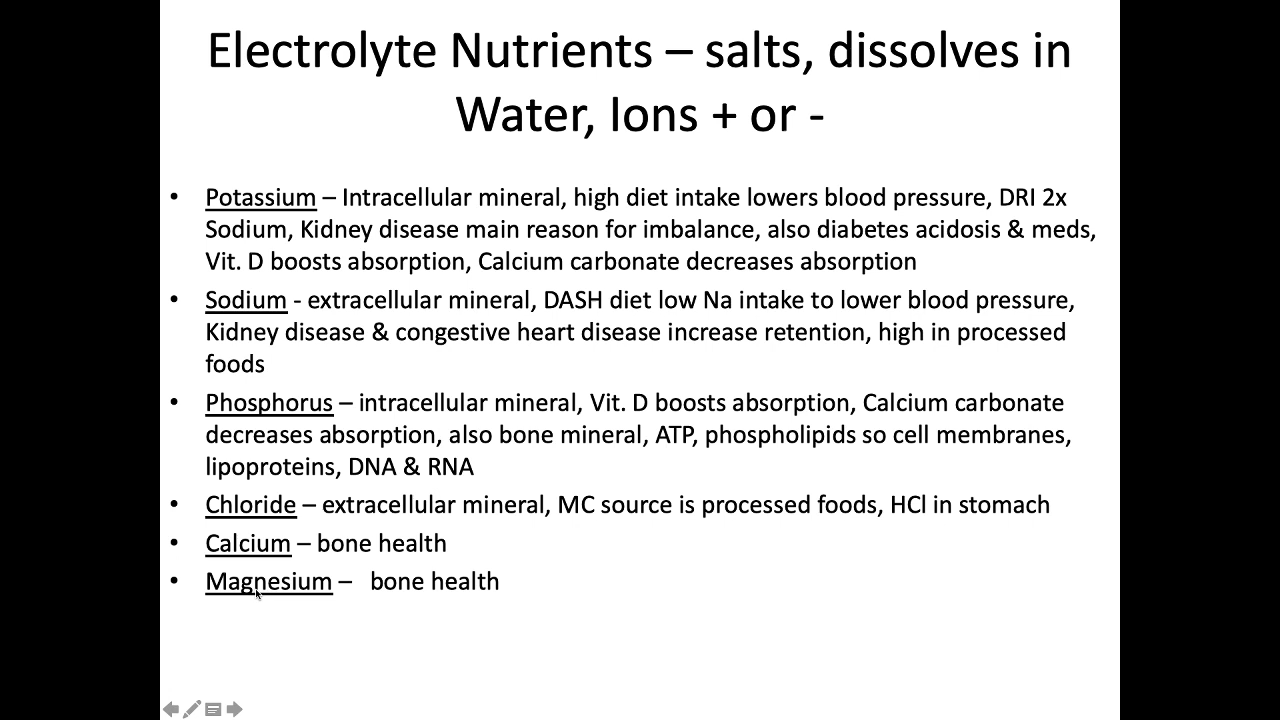 Electrolyte Nutrients – salts, dissolves in
Water, Ions + or -
• Potassium – Intracellular mineral, high diet intake lowers blood pressure, DRI 2x
Sodium, Kidney disease main reason for imbalance, also diabetes acidosis & meds,
Vit. D boosts absorption, Calcium carbonate decreases absorption
• Sodium - extracellular mineral, DASH diet low Na intake to lower blood pressure,
Kidney disease & congestive heart disease increase retention, high in processed
foods
• Phosphorus – intracellular mineral, Vit. D boosts absorption, Calcium carbonate
decreases absorption, also bone mineral, ATP, phospholipids so cell membranes,
lipoproteins, DNA & RNA
• Chloride – extracellular mineral, MC source is processed foods, HCl in stomach
• Calcium – bone health
• Magnesium – bone health